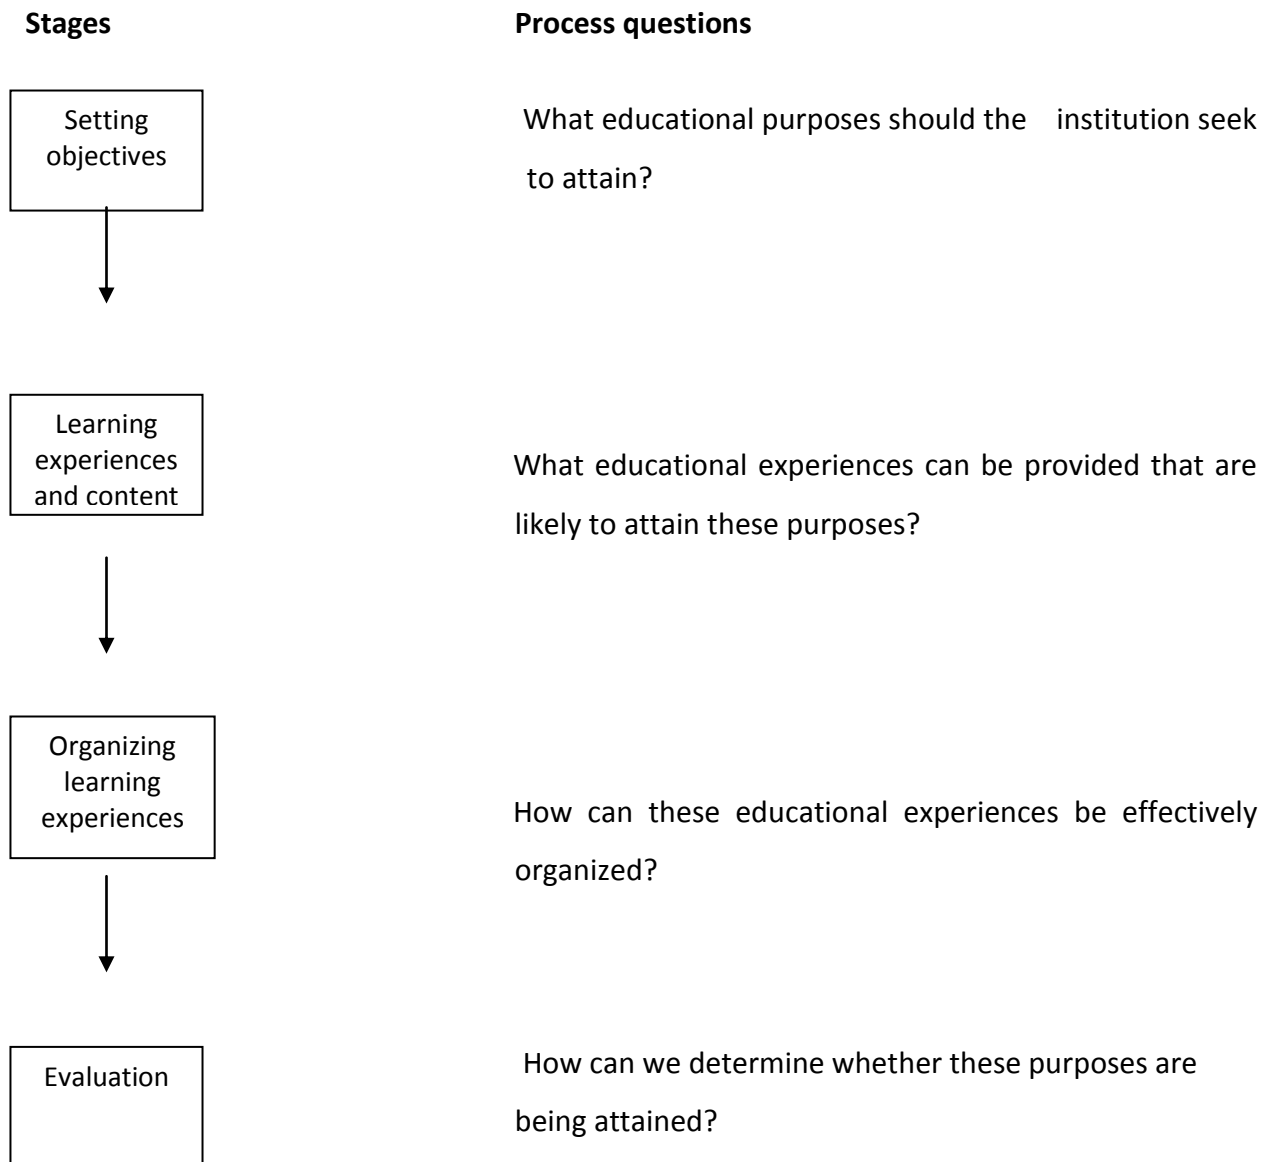 Stages Process questions
Setting
objectives
What educational purposes should the institution seek
to attain?
Learning
experiences
and content
What educational experiences can be provided that are
likely to attain these purposes?
Organizing
learning
experiences
How can these educational experiences be effectively
organized?
Evaluation
How can we determine whether these purposes are
being attained?